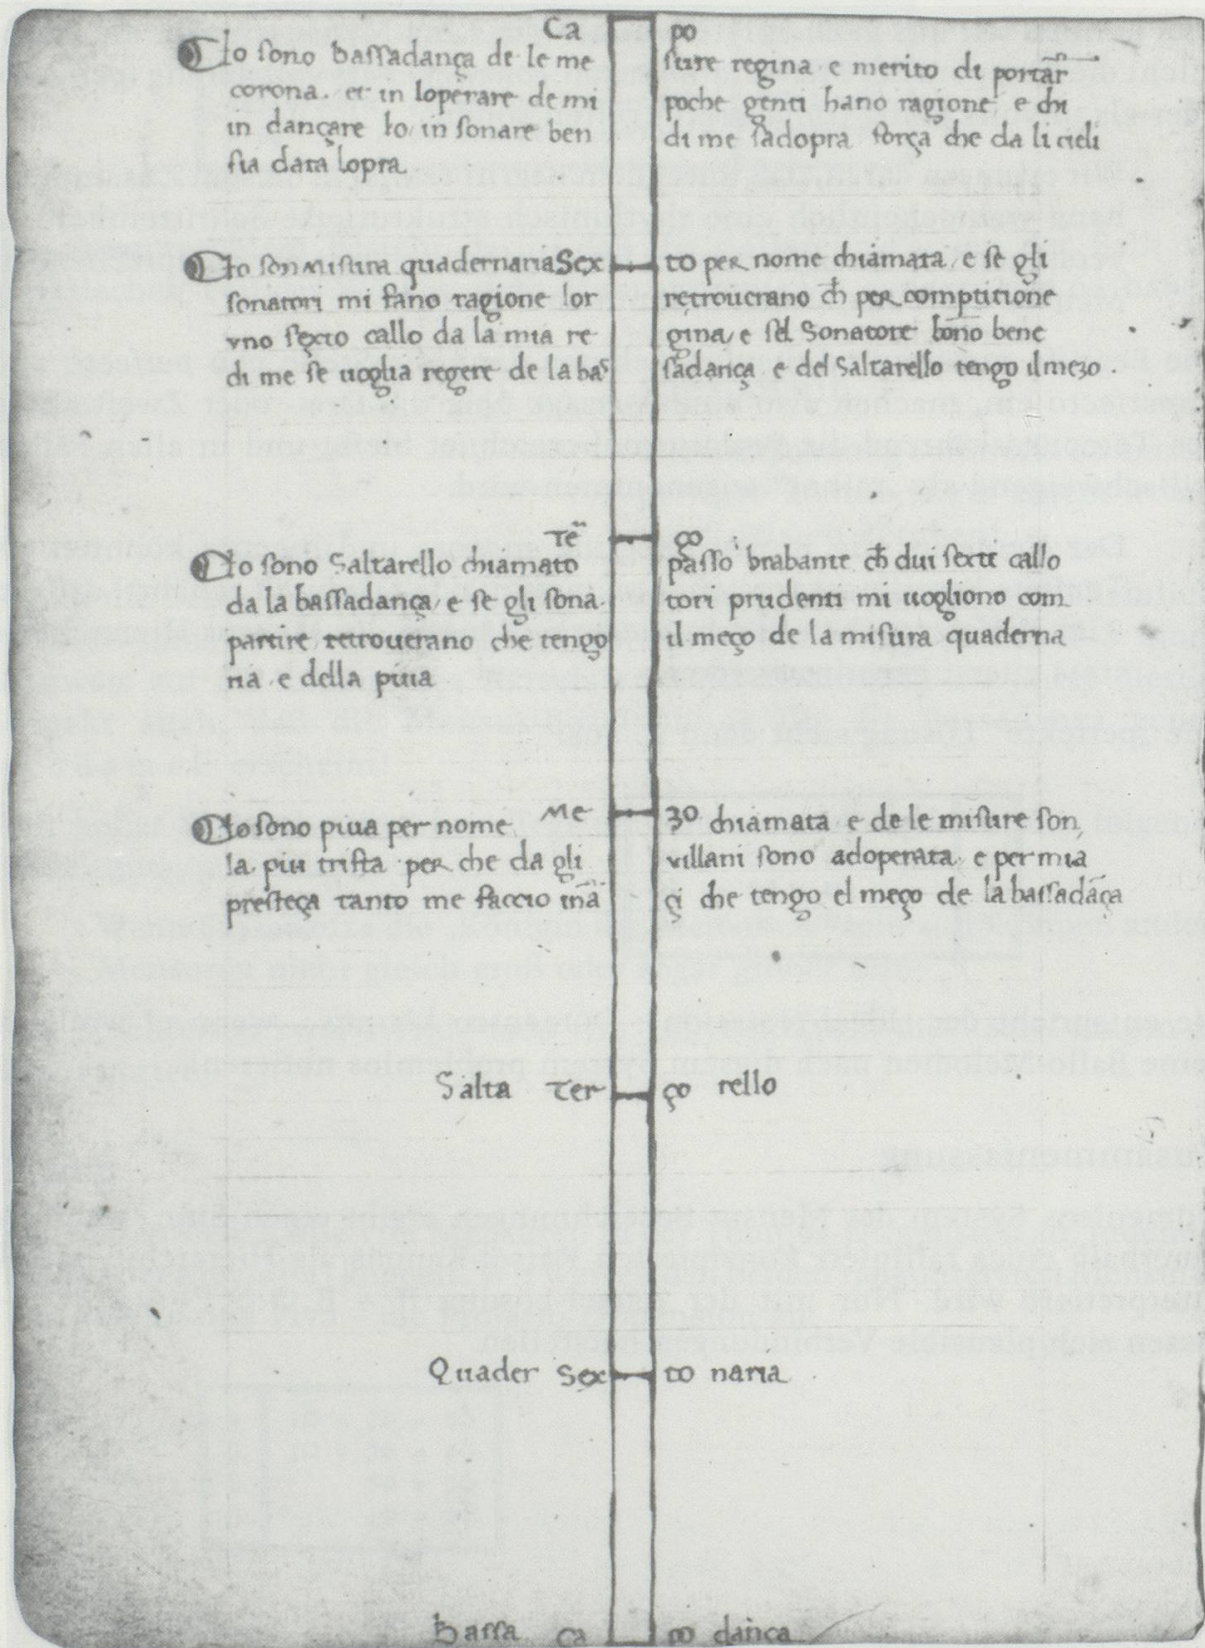 Ca po
Io sono bassadança de le me sure regina e merito di portar̄
corona. et in loperare de mi poche genti hano ragione e chi
in dançare lo in sonare ben di me sadopra força che da li cieli
sia data lopra
Io son misura quadernaria Sex to per nome chiamata e se gli
sonatori mi fano ragione lor retroverano ch̄ per comptitione
vno sexto callo da la mia re gina e sel Sonatore bono bene
di me se uoglia regere de la bas sadança e del Saltarello tengo il mezo.
Te ço
Io sono Saltarello chiamato passo brabante ch̄ dui sexti callo
da la bassadança e se gli sona tori prudenti mi uogliono com
partire retroverano che tengo il meço de la misura quaderna
ria e della piua
Me zo
Io sono piua per nome chiamata e de le misure son
la piu trista per che da gli villani sono adoperata e per mia
presteça tanto me faccio inā çi che tengo el meço de la bassadāça
Salta Ter ço rello
Quader Sex to naria
Bassa Ca po dança